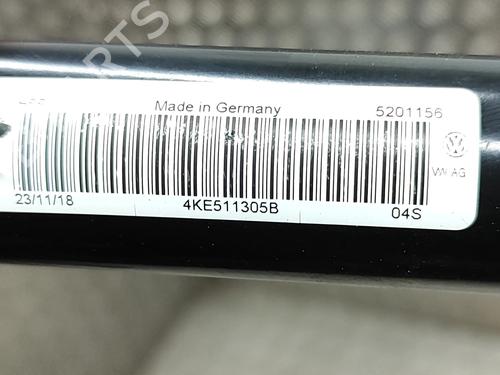 Made in Germany 5201156
VW AG
23/11/18 4KE511305B 04S